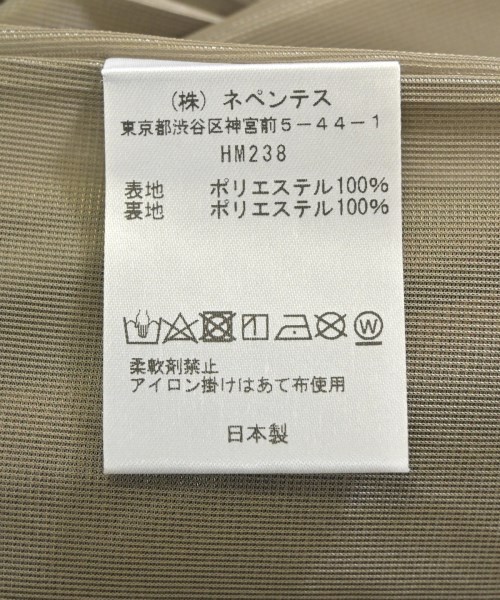 (株) ネペンテス
東京都渋谷区神宮前5-44-1
HM238
表地 ポリエステル100%
裏地 ポリエステル100%
W
柔軟剤禁止
アイロン掛けはあて布使用
日本製